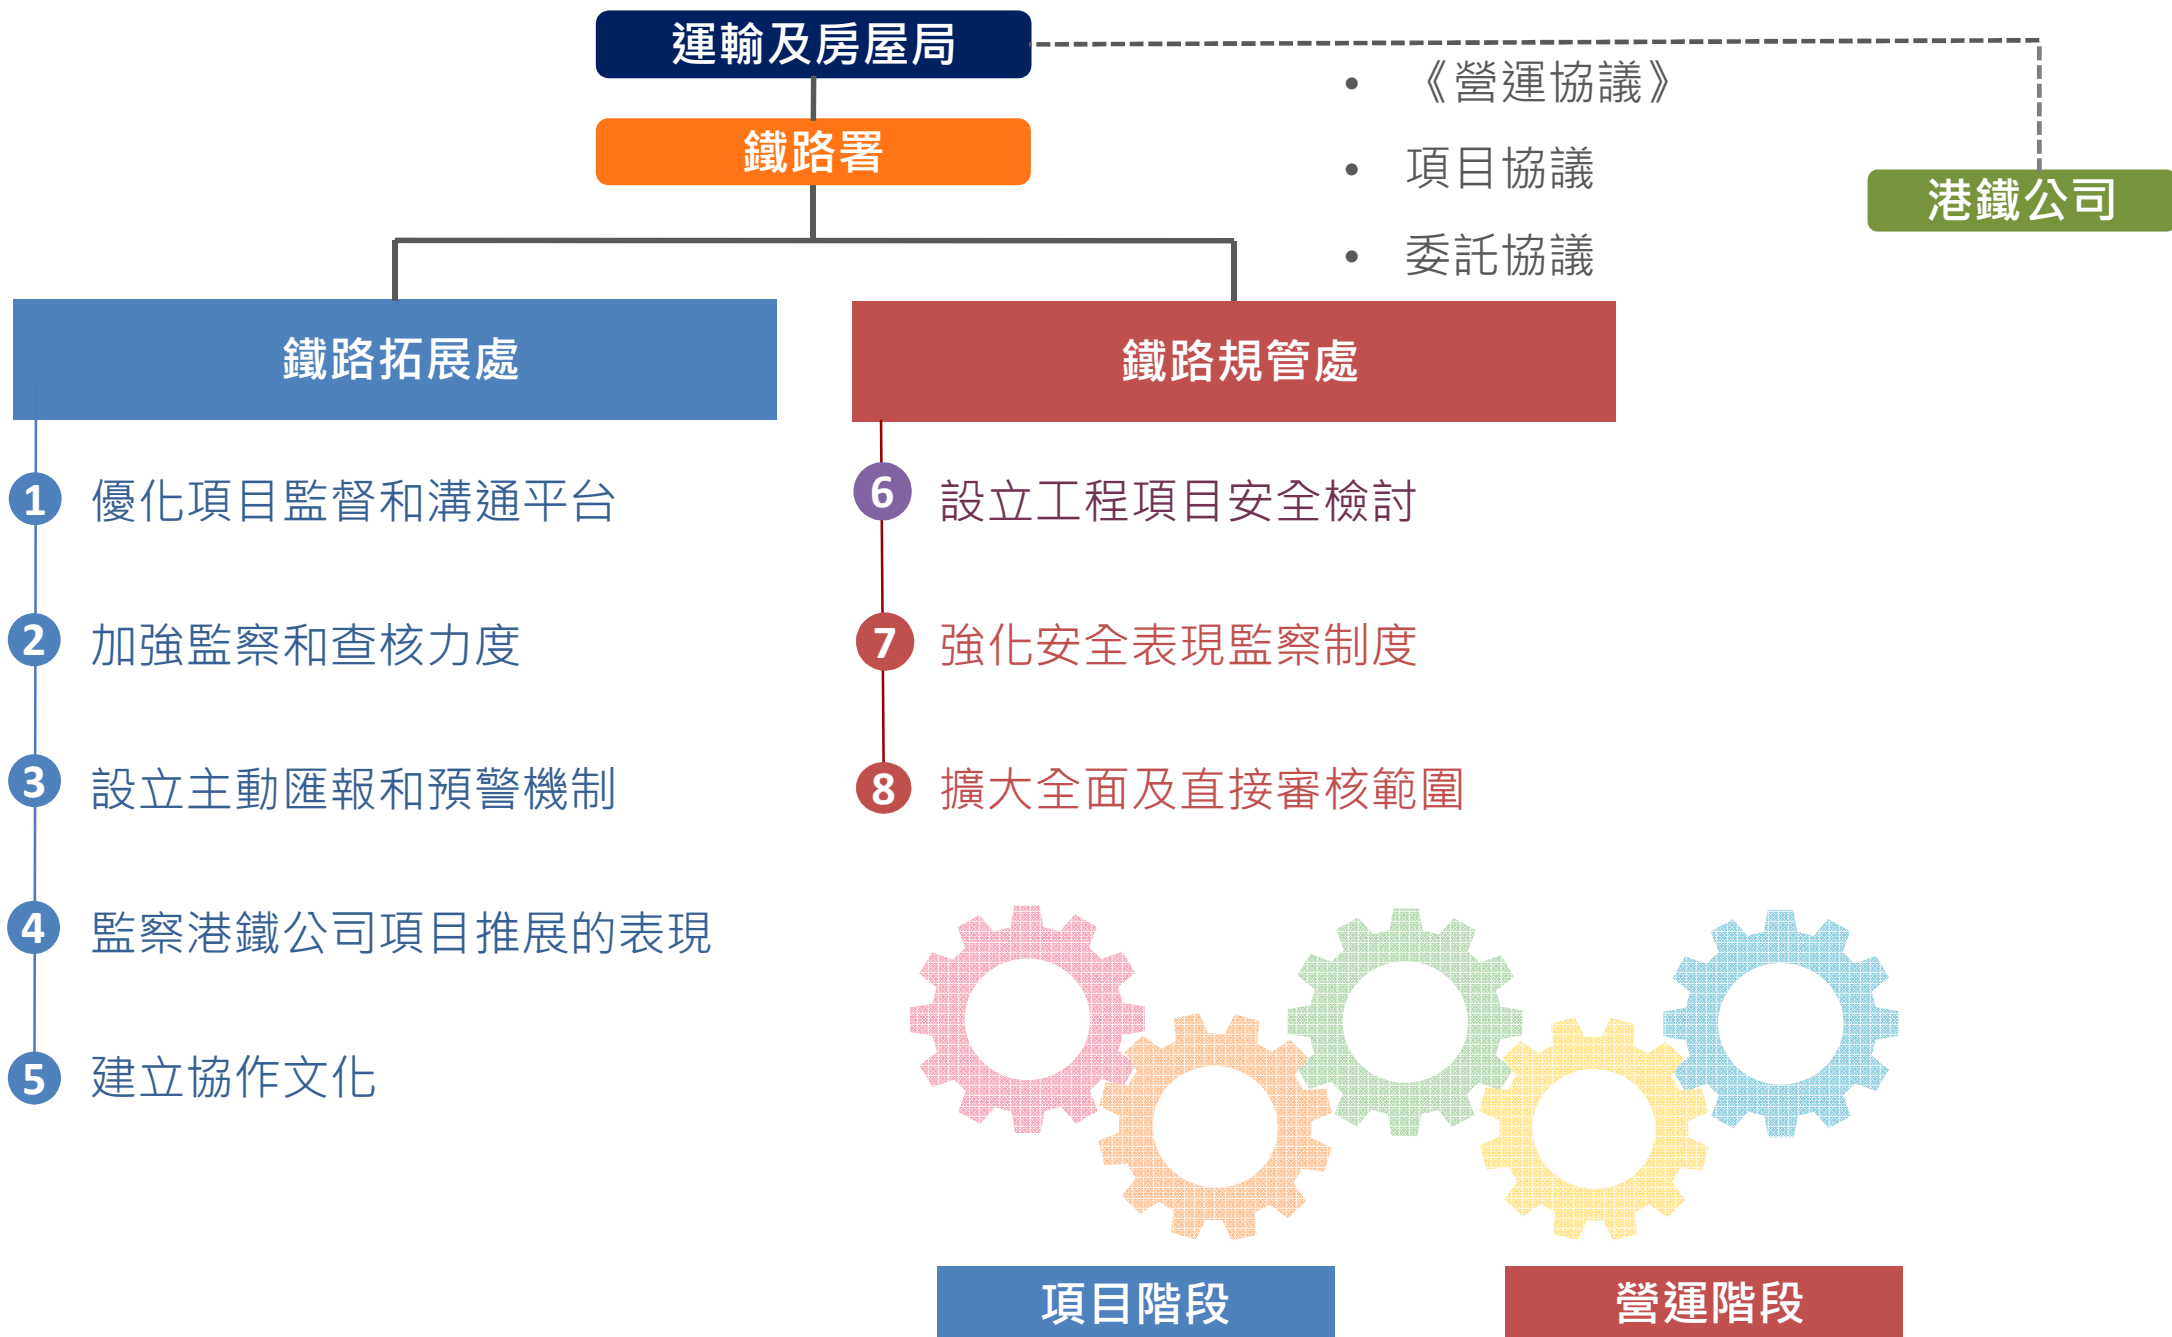 運輸及房屋局
鐵路署
• 《營運協議》
• 項目協議
• 委託協議
港鐵公司
鐵路拓展處
1 優化項目監督和溝通平台
2 加強監察和查核力度
3 設立主動匯報和預警機制
4 監察港鐵公司項目推展的表現
5 建立協作文化
鐵路規管處
6 設立工程項目安全檢討
7 強化安全表現監察制度
8 擴大全面及直接審核範圍
項目階段
營運階段